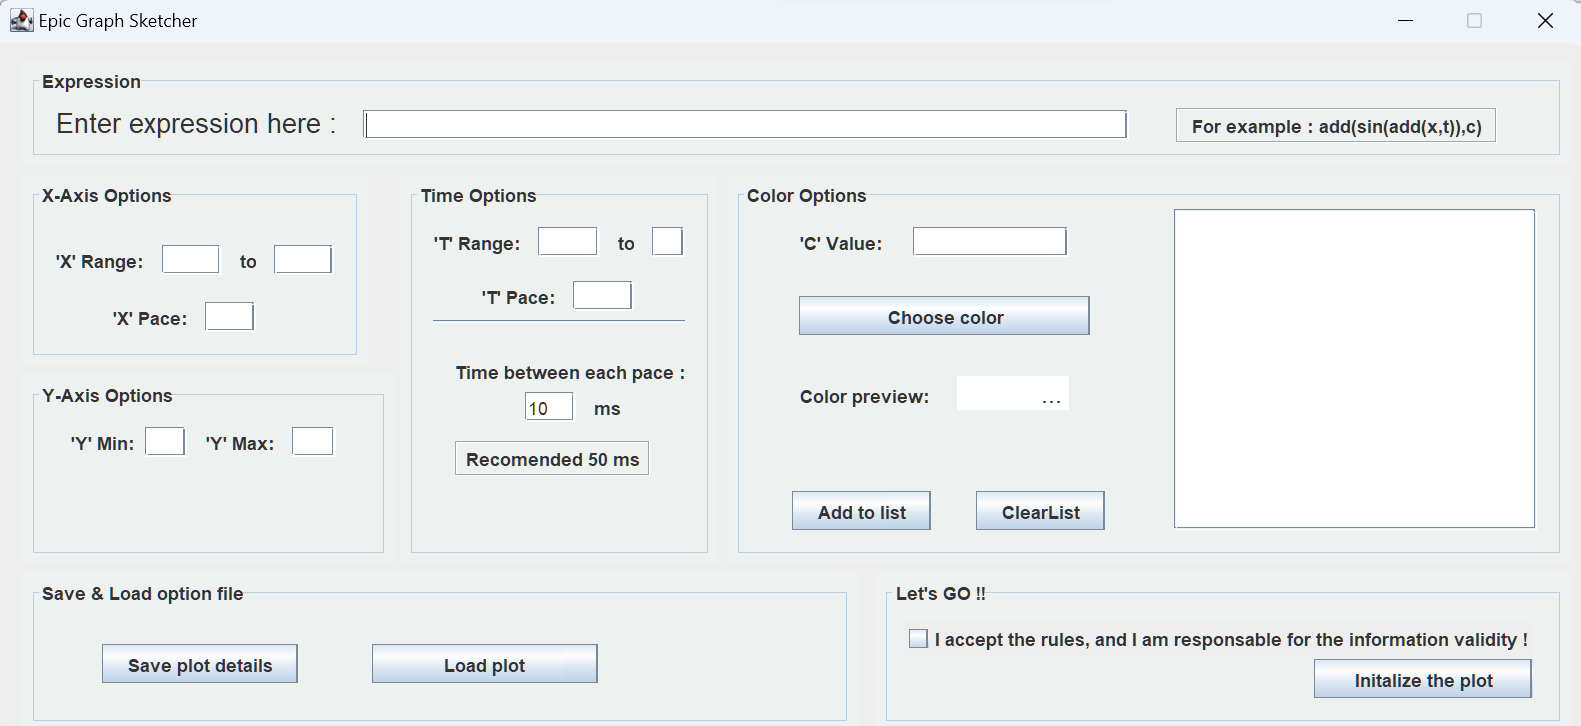 Epic Graph Sketcher
Expression
Enter expression here :
For example : add(sin(add(x,t)),c)
X-Axis Options
'X' Range:
to
'X' Pace:
Y-Axis Options
'Y' Min:
'Y' Max:
Time Options
'T' Range:
to
'T' Pace:
Time between each pace :
10
ms
Recomended 50 ms
Color Options
'C' Value:
Choose color
Color preview:
...
Add to list
ClearList
Save & Load option file
Save plot details
Load plot
Let's GO !!
I accept the rules, and I am responsable for the information validity !
Initalize the plot